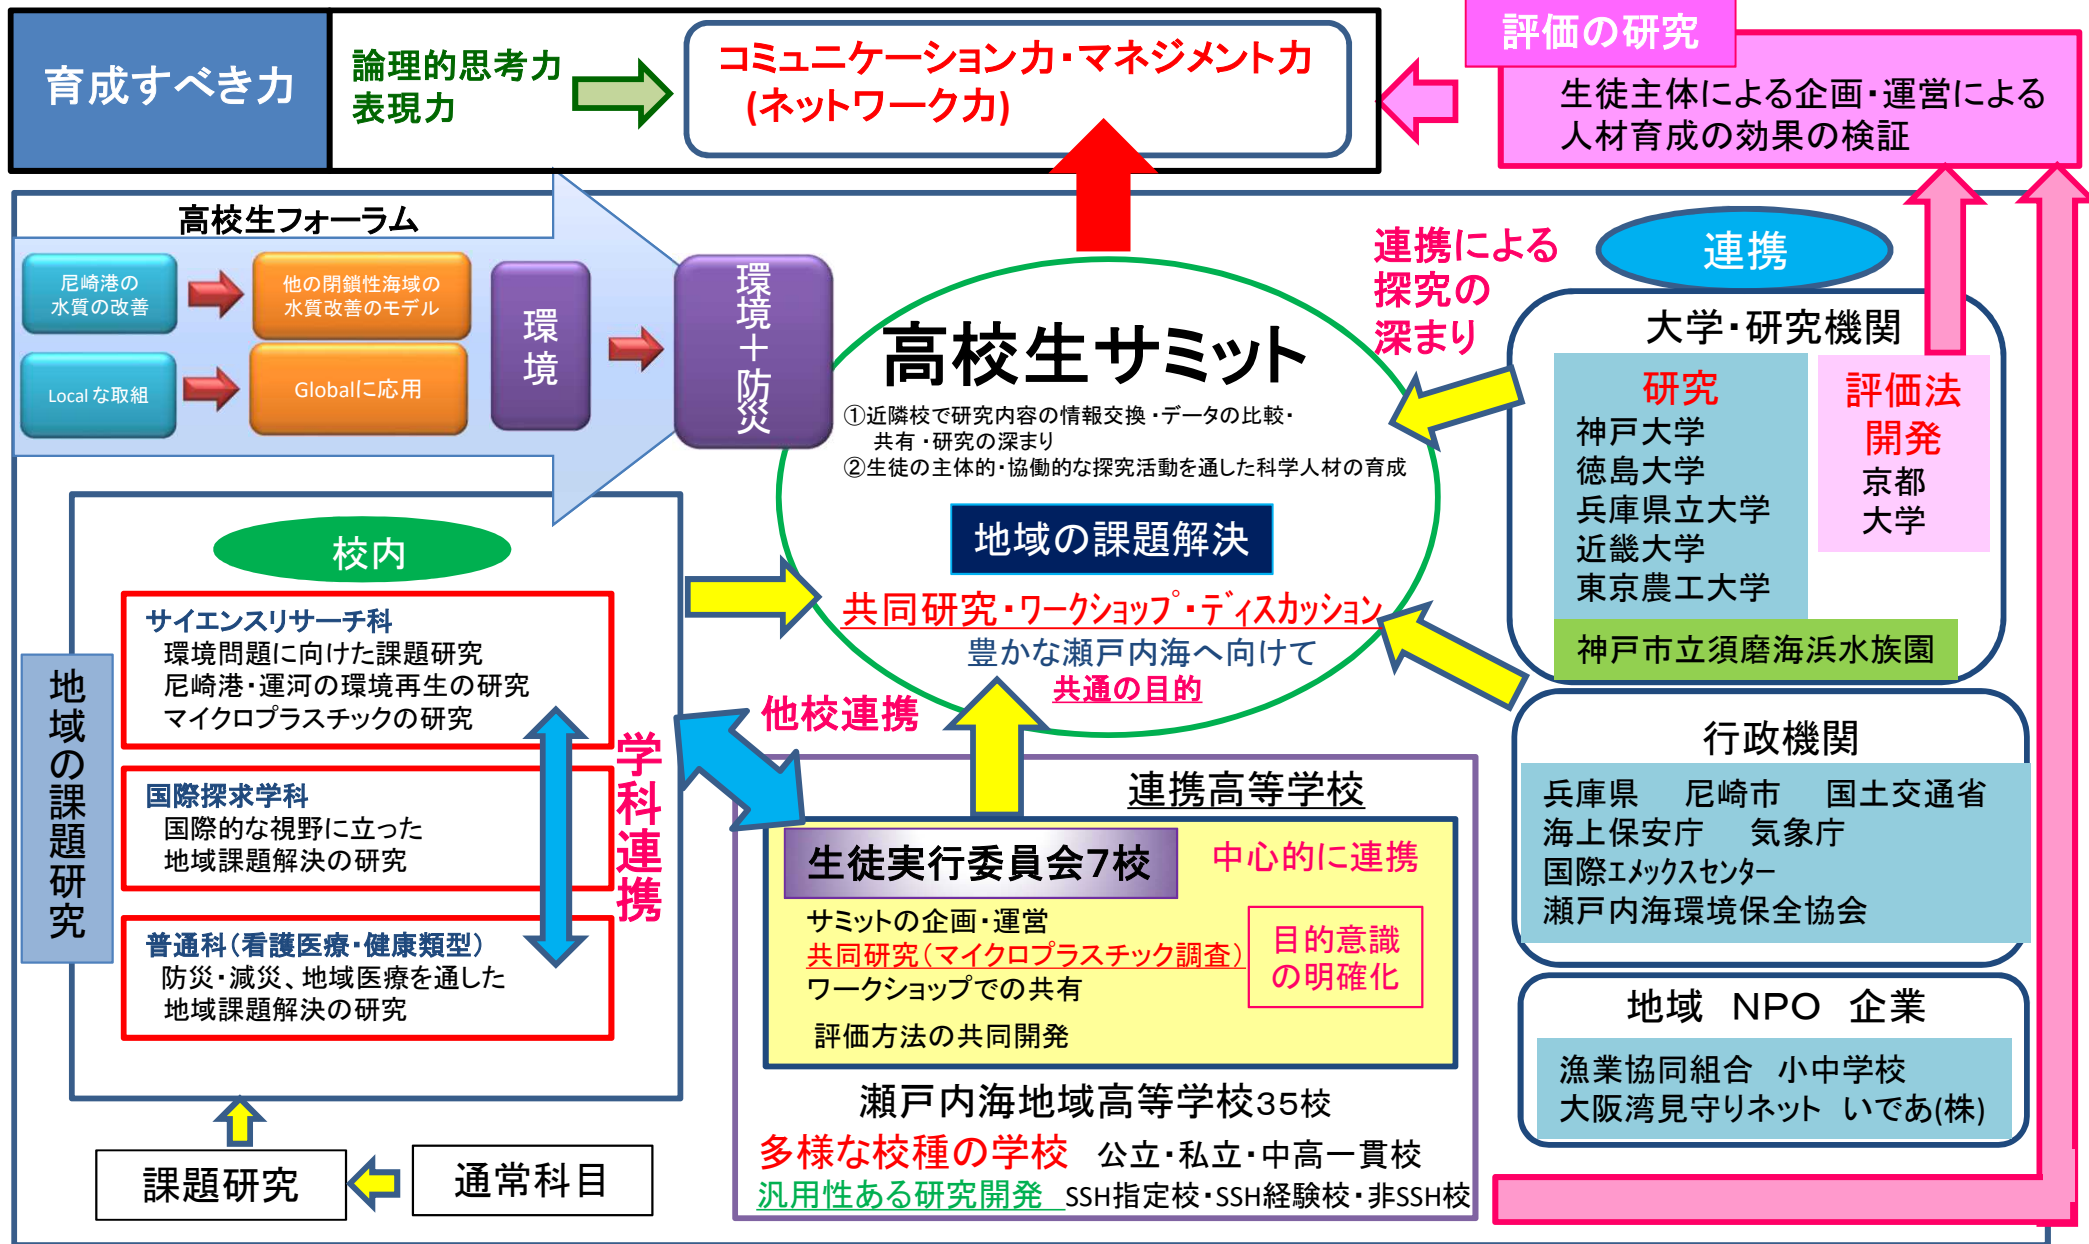 育成すべき力
論理的思考力
表現力
コミュニケーション力・マネジメント力
(ネットワーク力)
評価の研究
生徒主体による企画・運営による
人材育成の効果の検証
高校生フォーラム
尼崎港の
水質の改善
他の閉鎖性海域の
水質改善のモデル
Localな取組
Globalに応用
環境
環境＋防災
高校生サミット
①近隣校で研究内容の情報交換・データの比較・
共有・研究の深まり
②生徒の主体的・協働的な探究活動を通した科学人材の育成
地域の課題解決
共同研究・ワークショップ・ディスカッション
豊かな瀬戸内海へ向けて
共通の目的
連携による
探究の
深まり
連携
大学・研究機関
研究
神戸大学
徳島大学
兵庫県立大学
近畿大学
東京農工大学
評価法
開発
京都
大学
神戸市立須磨海浜水族園
行政機関
兵庫県　尼崎市　国土交通省
海上保安庁　気象庁
国際エメックスセンター
瀬戸内海環境保全協会
地域　NPO　企業
漁業協同組合　小中学校
大阪湾見守りネット　いであ(株)
校内
地域の課題研究
サイエンスリサーチ科
環境問題に向けた課題研究
尼崎港・運河の環境再生の研究
マイクロプラスチックの研究
国際探求学科
国際的な視野に立った
地域課題解決の研究
普通科（看護医療・健康類型）
防災・減災、地域医療を通した
地域課題解決の研究
学科連携
他校連携
課題研究
通常科目
連携高等学校
生徒実行委員会7校
中心的に連携
サミットの企画・運営
共同研究（マイクロプラスチック調査）
ワークショップでの共有
評価方法の共同開発
目的意識
の明確化
瀬戸内海地域高等学校35校
多様な校種の学校　公立・私立・中高一貫校
汎用性ある研究開発　SSH指定校・SSH経験校・非SSH校